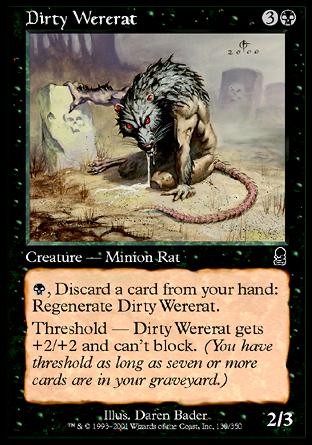 Dirty Wererat 3
2000
Creature — Minion Rat
, Discard a card from your hand:
Regenerate Dirty Wererat.
Threshold — Dirty Wererat gets
+2/+2 and can't block. (You have
threshold as long as seven or more
cards are in your graveyard.)
Illus. Daren Bader
™ & © 1993–2001 Wizards of the Coast, Inc. 130/350
2/3